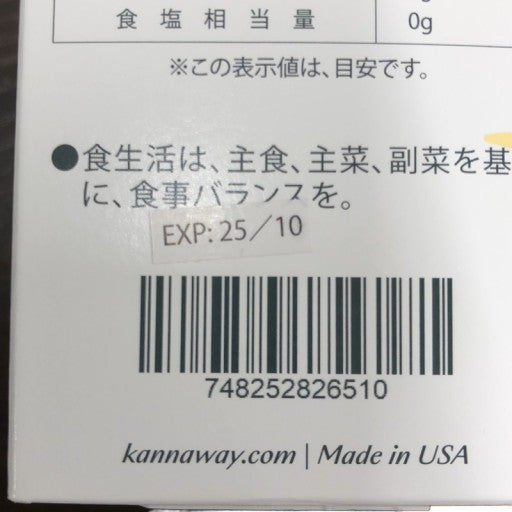 食塩相当量 0g
※この表示値は、目安です。
●食生活は、主食、主菜、副菜を基
に、食事バランスを。
EXP: 25/10
748252826510
kannaway.com | Made in USA